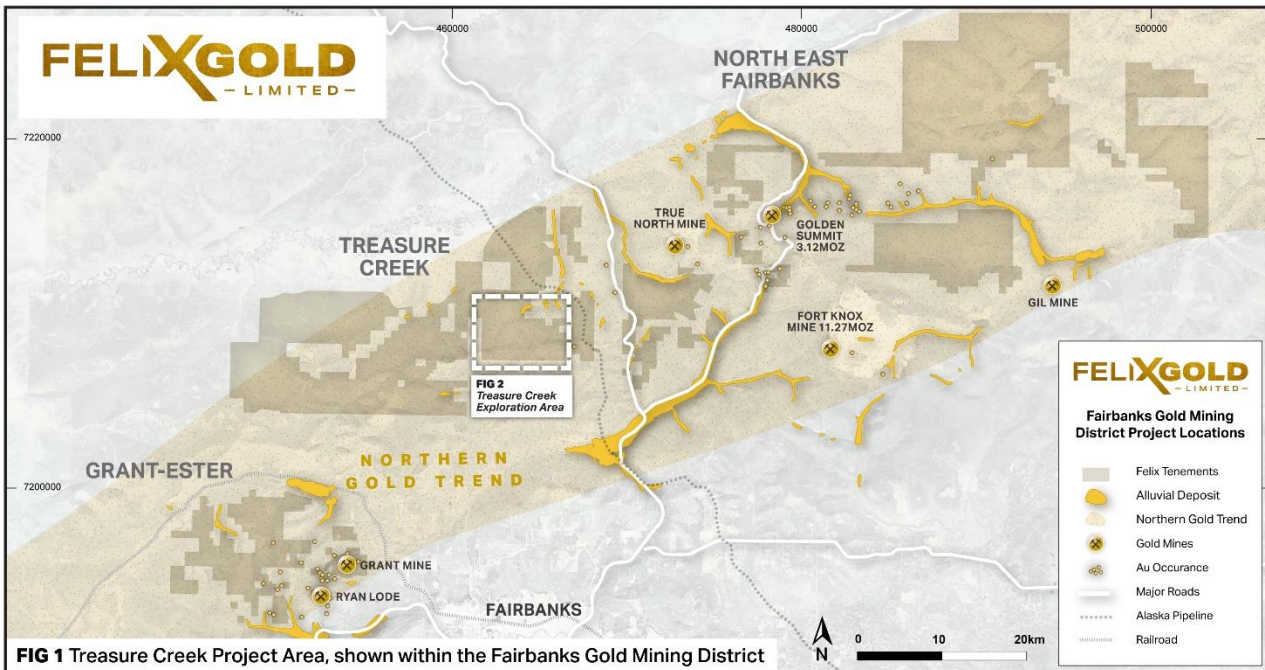 FELIXGOLD
LIMITED
460000
480000
500000
7220000
7200000
NORTH EAST
FAIRBANKS
TREASURE
CREEK
GRANT-ESTER
TRUE
NORTH MINE
GOLDEN
SUMMIT
3.12MOZ
GIL MINE
FORT KNOX
MINE 11.27MOZ
FIG 2
Treasure Creek
Exploration Area
NORTHERN
GOLD TREND
GRANT MINE
RYAN LODE
FAIRBANKS
N
0 10 20km
FELIXGOLD
LIMITED
Fairbanks Gold Mining
District Project Locations
Felix Tenements
Alluvial Deposit
Northern Gold Trend
Gold Mines
Au Occurance
Major Roads
Alaska Pipeline
Railroad
FIG 1 Treasure Creek Project Area, shown within the Fairbanks Gold Mining District